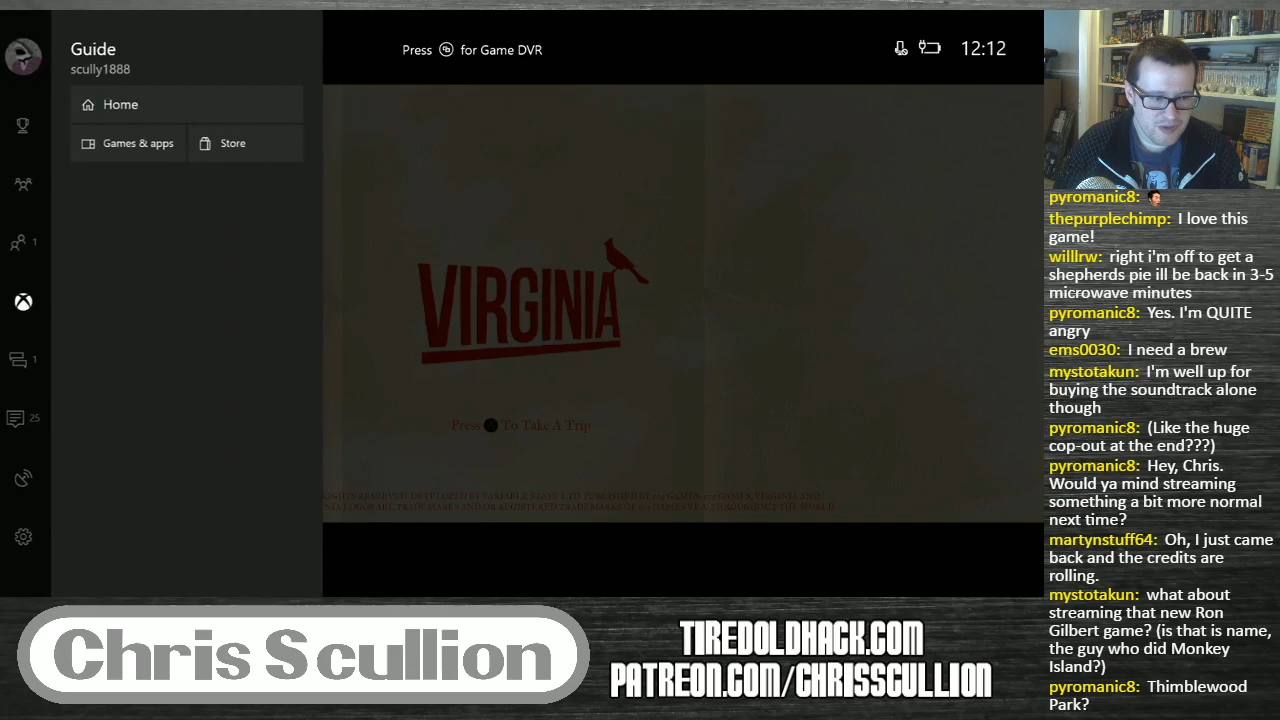 Guide
scully1888
Home
Games & apps
Store
1
1
25
Press for Game DVR
12:12
VIRGINIA
Press A To Take A Trip
pyromanic8:
thepurplechimp: I love this
game!
willlrw: right i'm off to get a
shepherds pie ill be back in 3-5
microwave minutes
pyromanic8: Yes. I'm QUITE
angry
ems0030: I need a brew
mystotakun: I'm well up for
buying the soundtrack alone
though
pyromanic8: (Like the huge
cop-out at the end???)
pyromanic8: Hey, Chris.
Would ya mind streaming
something a bit more normal
next time?
martynstuff64: Oh, I just came
back and the credits are
rolling.
mystotakun: what about
streaming that new Ron
Gilbert game? (is that is name,
the guy who did Monkey
Island?)
pyromanic8: Thimblewood
Park?
Chris Scullion
TIREDOLDHACK.COM
PATREON.COM/CHRISSCULLION